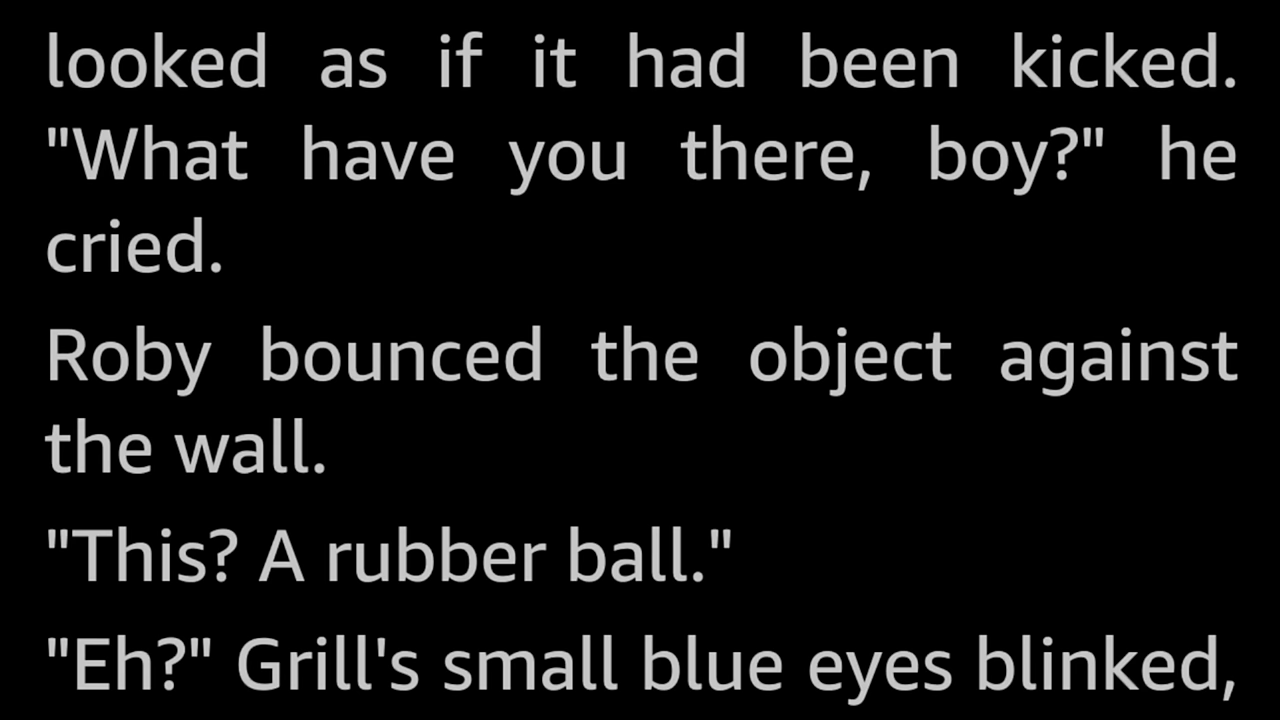 looked as if it had been kicked.
"What have you there, boy?" he
cried.
Roby bounced the object against
the wall.
"This? A rubber ball."
"Eh?" Grill's small blue eyes blinked,